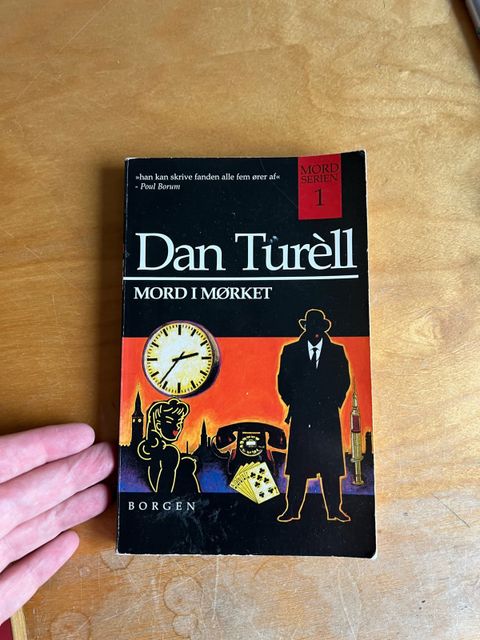 »han kan skrive fanden alle fem ører af«
- Poul Borum
MORD
SERIEN
1
Dan Turèll
MORD I MØRKET
BORGEN